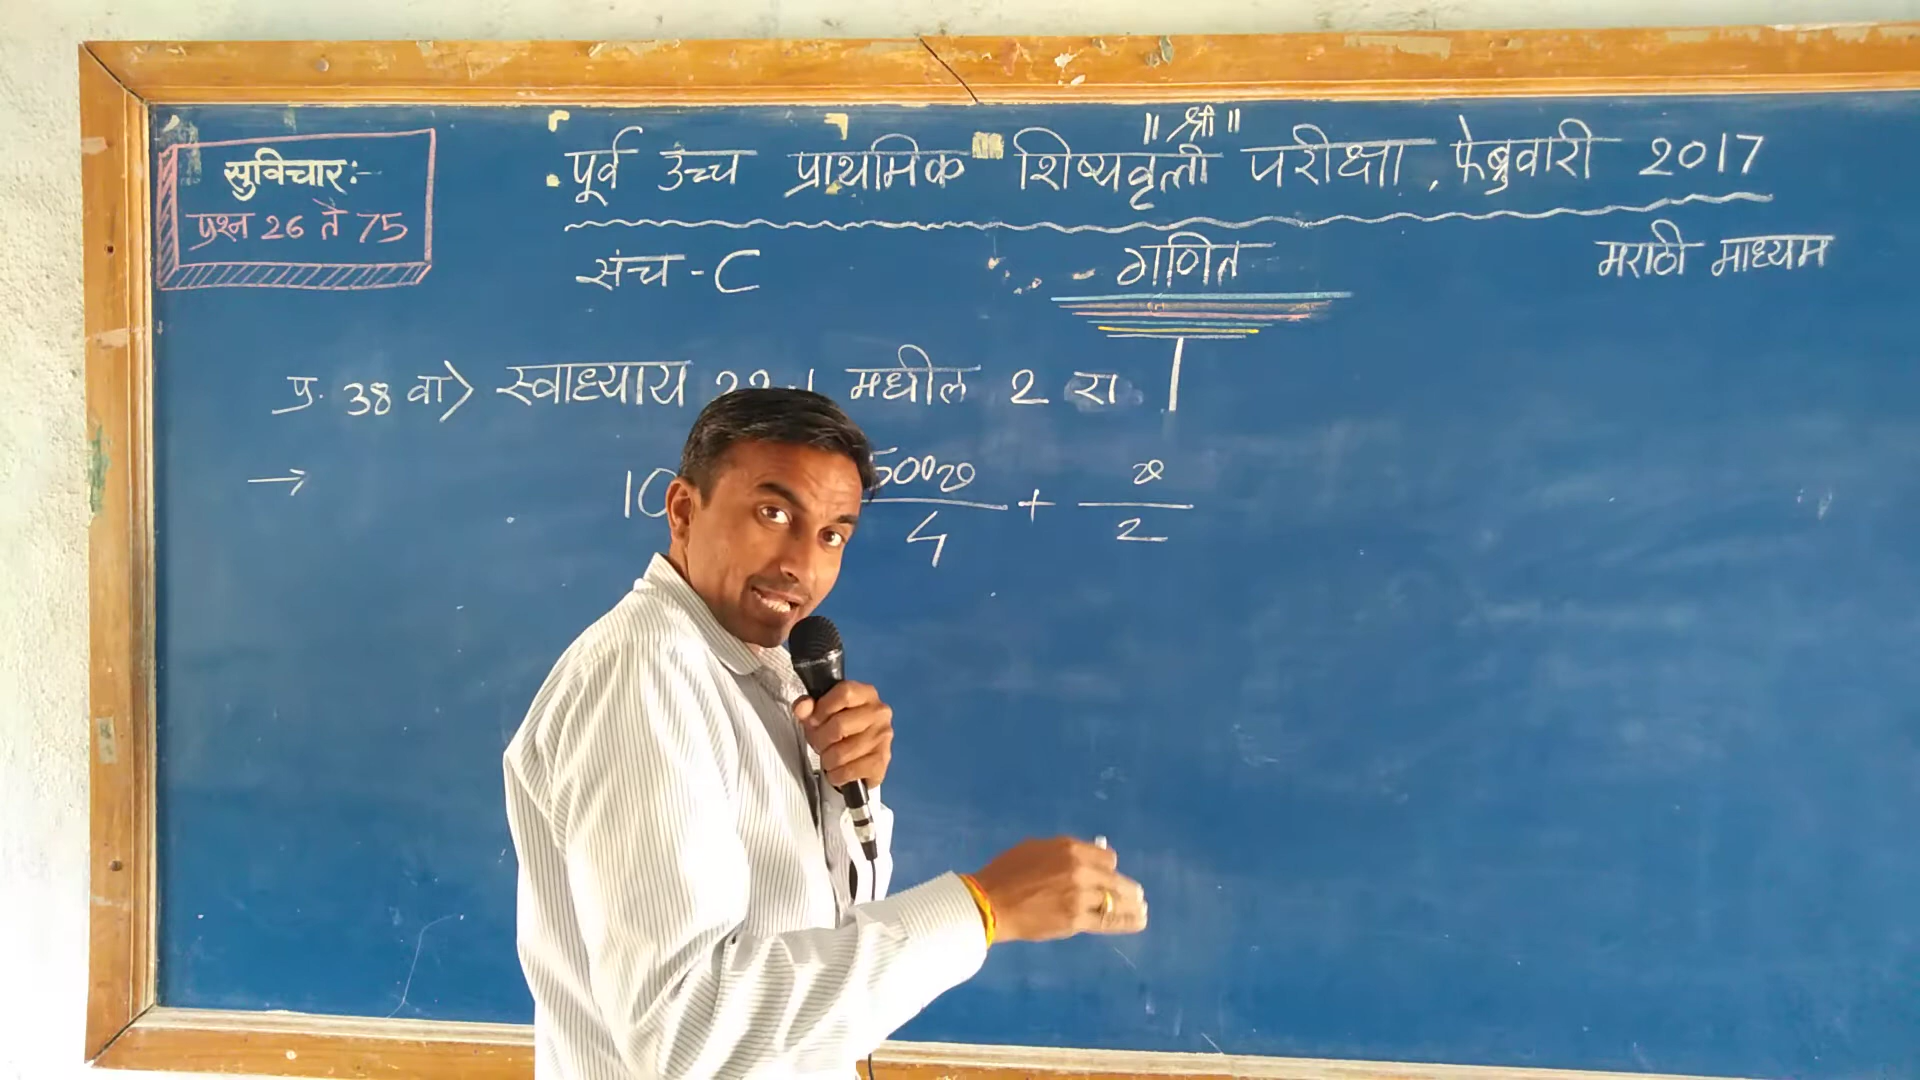 ॥ श्री ॥
पूर्व उच्च प्राथमिक शिष्यवृत्ती परीक्षा, फेब्रुवारी 2017
सुविचार:-
प्रश्न 26 ते 75
संच - C गणित मराठी माध्यम
प्र. 38 वा> स्वाध्याय मधील 2 रा
→
+
4 2